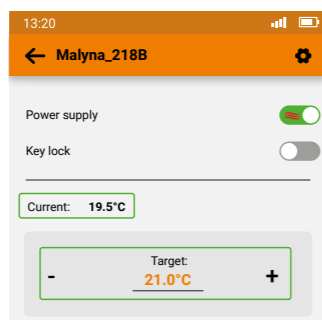 13:20
Malyna_218B
Power supply
Key lock
Current: 19.5°C
Target:
- 21.0°C +